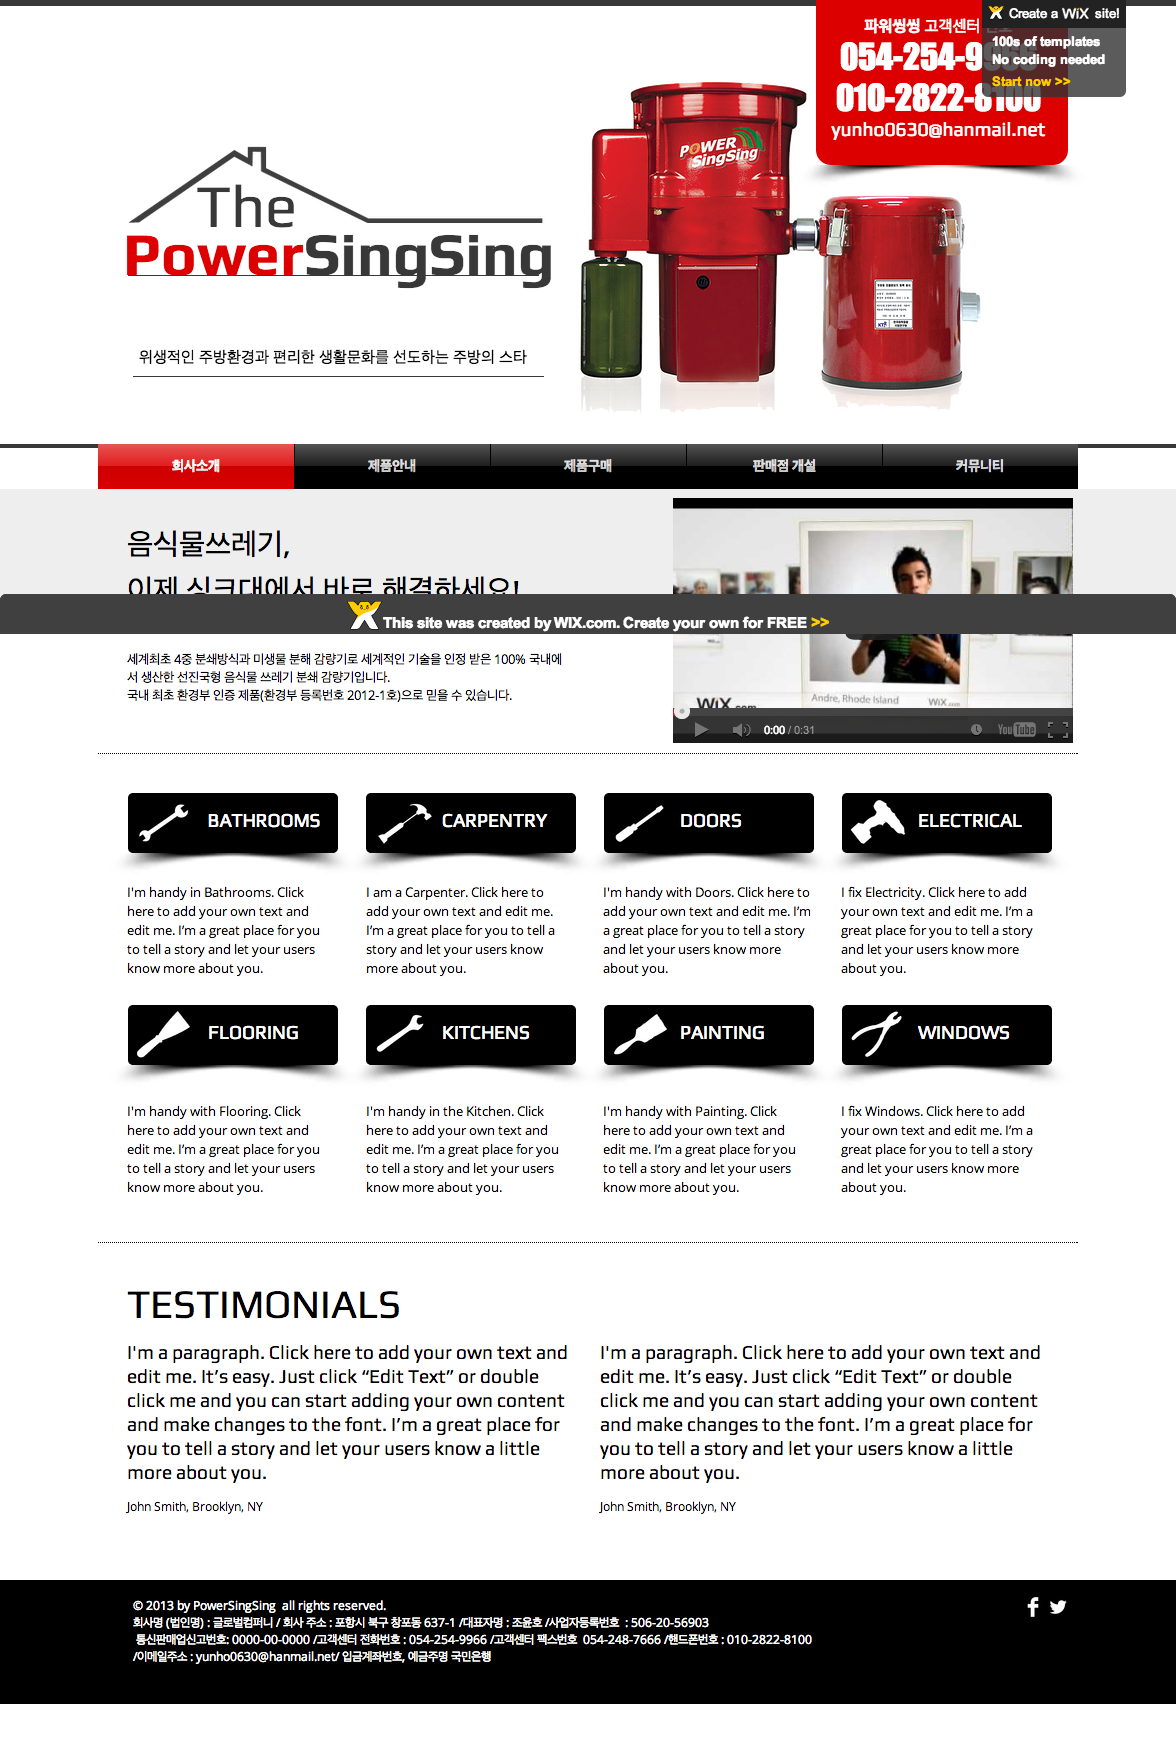 Create a WiX site!
100s of templates
No coding needed
Start now >>
파워씽씽 고객센터
054-254-9966
010-2822-8100
yunho0630@hanmail.net
POWER
SingSing
The
PowerSingSing
위생적인 주방환경과 편리한 생활문화를 선도하는 주방의 스타
회사소개
제품안내
제품구매
판매점 개설
커뮤니티
음식물쓰레기,
이제 싱크대에서 바로 해결하세요!
This site was created by WIX.com. Create your own for FREE >>
세계최초 4중 분쇄방식과 미생물 분해 감량기로 세계적인 기술을 인정 받은 100% 국내에
서 생산한 선진국형 음식물 쓰레기 분쇄 감량기입니다.
국내 최초 환경부 인증 제품(환경부 등록번호 2012-1호)으로 믿을 수 있습니다.
Andre, Rhode Island
WiX.com
WiX.com
0:00 / 0:31
YouTube
BATHROOMS
CARPENTRY
DOORS
ELECTRICAL
I'm handy in Bathrooms. Click
here to add your own text and
edit me. I'm a great place for you
to tell a story and let your users
know more about you.
I am a Carpenter. Click here to
add your own text and edit me.
I'm a great place for you to tell a
story and let your users know
more about you.
I'm handy with Doors. Click here to
add your own text and edit me. I'm
a great place for you to tell a story
and let your users know more
about you.
I fix Electricity. Click here to add
your own text and edit me. I'm a
great place for you to tell a story
and let your users know more
about you.
FLOORING
KITCHENS
PAINTING
WINDOWS
I'm handy with Flooring. Click
here to add your own text and
edit me. I'm a great place for you
to tell a story and let your users
know more about you.
I'm handy in the Kitchen. Click
here to add your own text and
edit me. I'm a great place for you
to tell a story and let your users
know more about you.
I'm handy with Painting. Click
here to add your own text and
edit me. I'm a great place for you
to tell a story and let your users
know more about you.
I fix Windows. Click here to add
your own text and edit me. I'm a
great place for you to tell a story
and let your users know more
about you.
TESTIMONIALS
I'm a paragraph. Click here to add your own text and
edit me. It's easy. Just click “Edit Text” or double
click me and you can start adding your own content
and make changes to the font. I'm a great place for
you to tell a story and let your users know a little
more about you.
John Smith, Brooklyn, NY
I'm a paragraph. Click here to add your own text and
edit me. It's easy. Just click “Edit Text” or double
click me and you can start adding your own content
and make changes to the font. I'm a great place for
you to tell a story and let your users know a little
more about you.
John Smith, Brooklyn, NY
© 2013 by PowerSingSing all rights reserved.
회사명 (법인명) : 글로벌컴퍼니 / 회사 주소 : 포항시 북구 창포동 637-1 /대표자명 : 조윤호 /사업자등록번호 : 506-20-56903
통신판매업신고번호: 0000-00-0000 /고객센터 전화번호 : 054-254-9966 /고객센터 팩스번호 054-248-7666 /핸드폰번호 : 010-2822-8100
/이메일주소 : yunho0630@hanmail.net/ 입금계좌번호, 예금주명 국민은행